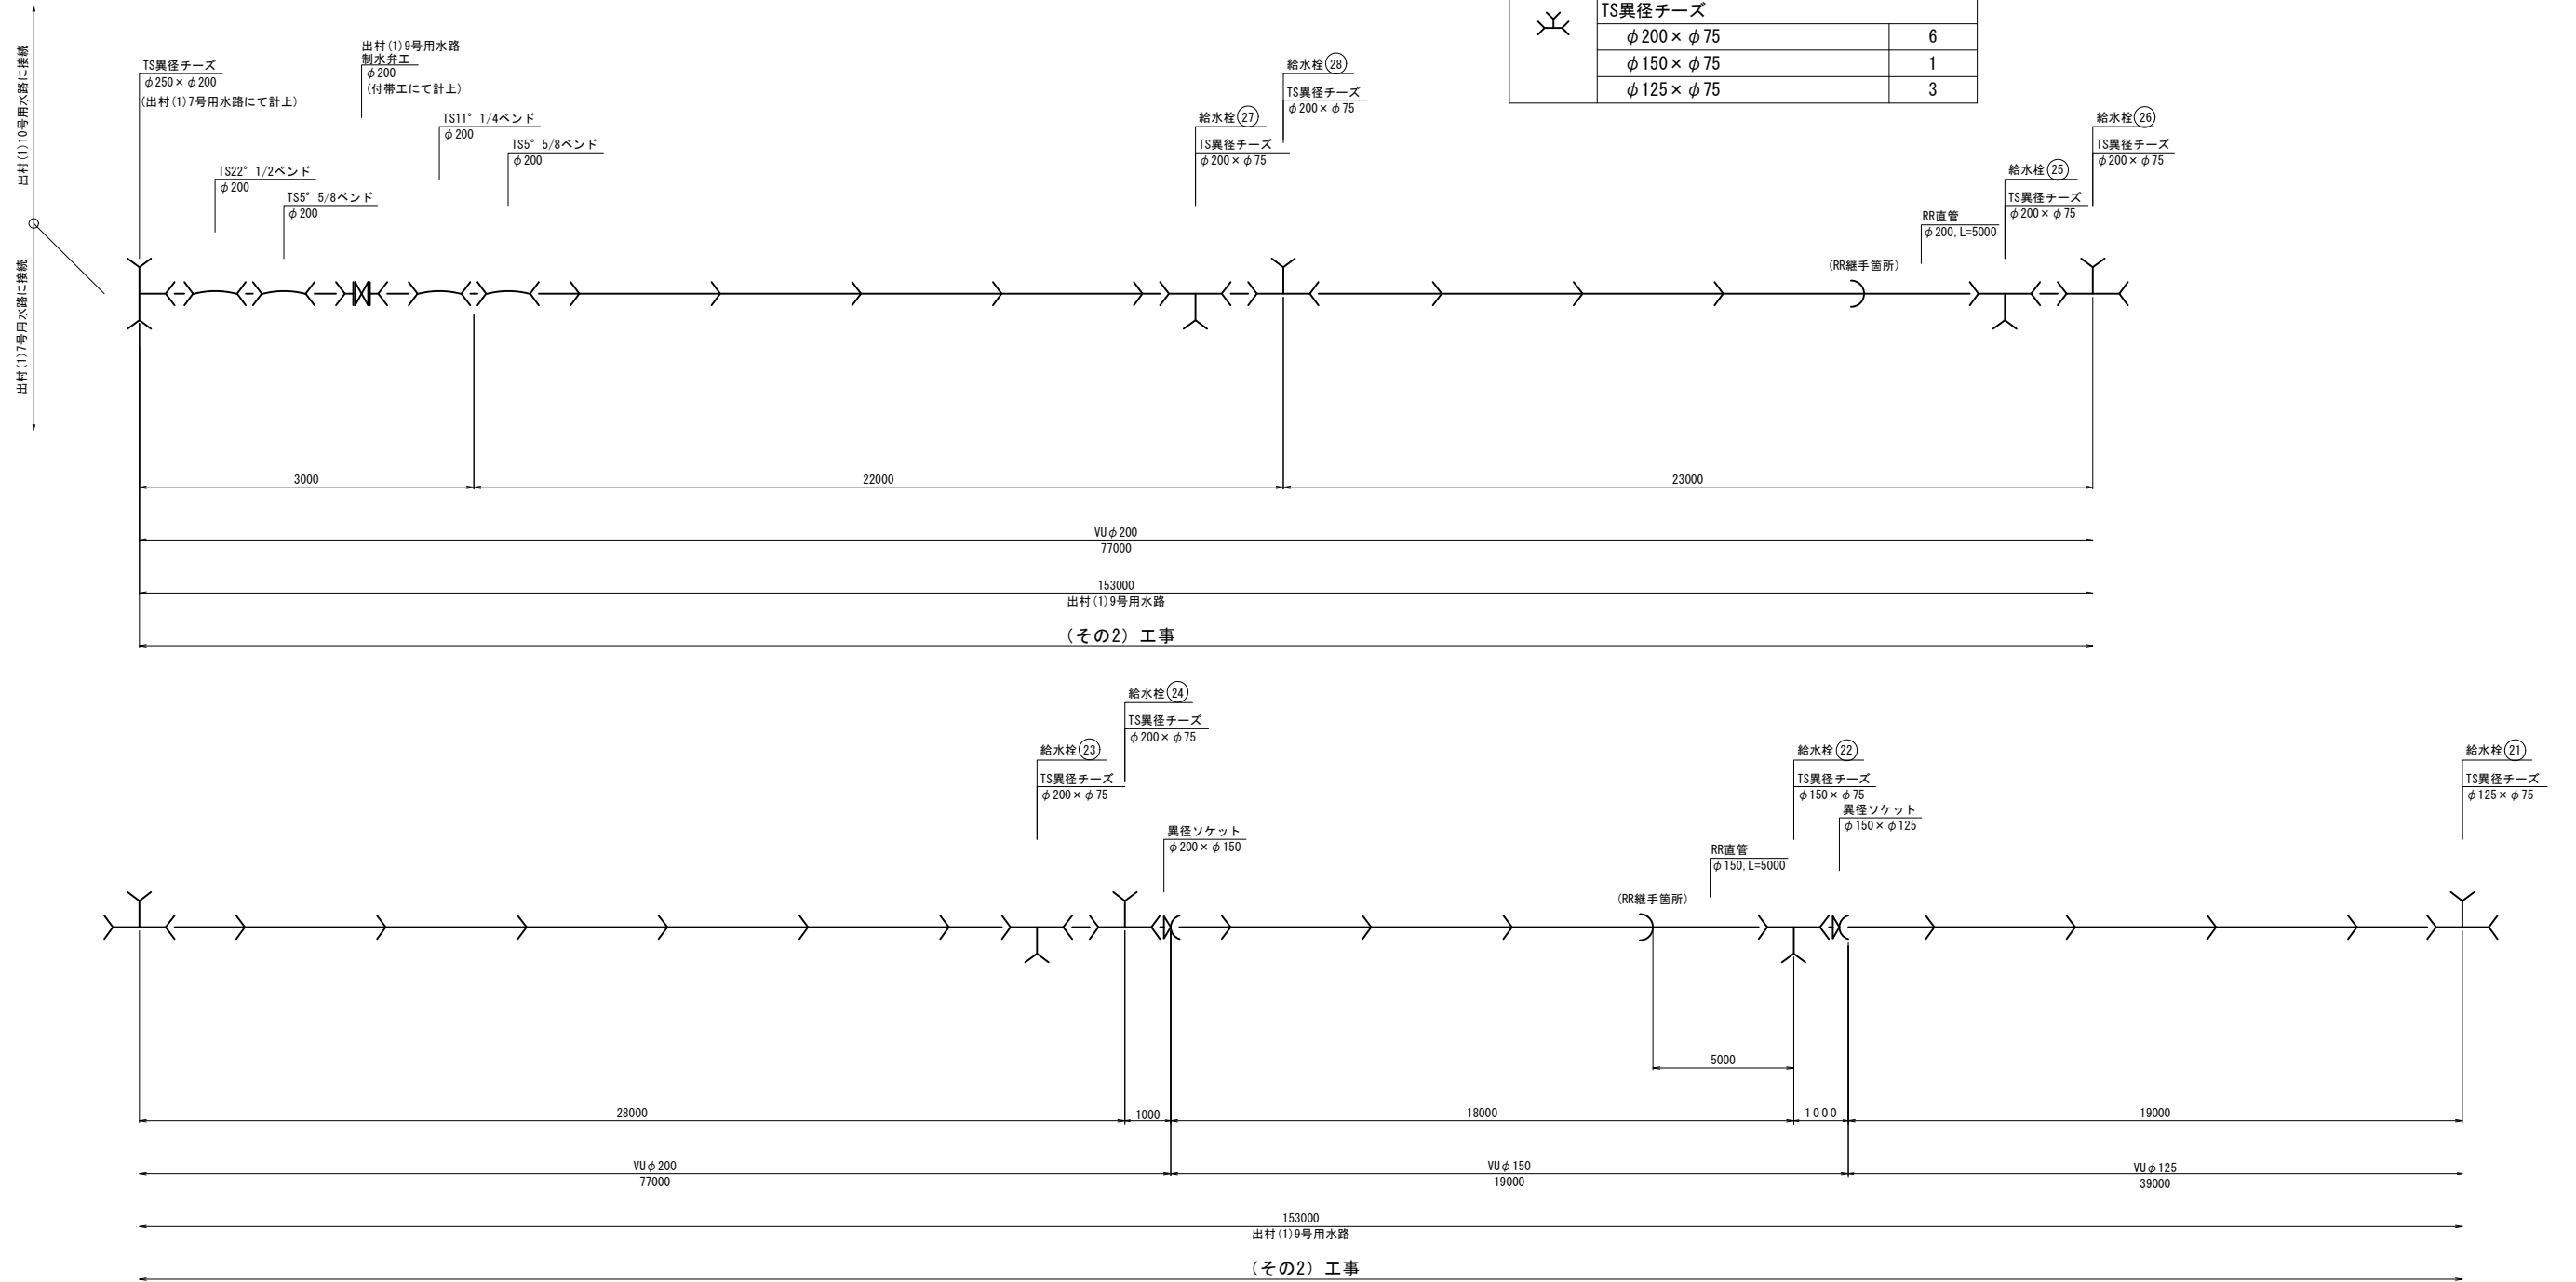 TS異径チーズ
φ200×φ75 6
φ150×φ75 1
φ125×φ75 3
出村(1)10号用水路に接続
出村(1)7号用水路に接続
TS異径チーズ
φ250×φ200
(出村(1)7号用水路にて計上)
TS22° 1/2ベンド
φ200
TS5° 5/8ベンド
φ200
出村(1)9号用水路
制水弁工
φ200
(付帯工にて計上)
TS11° 1/4ベンド
φ200
TS5° 5/8ベンド
φ200
給水栓27
TS異径チーズ
φ200×φ75
給水栓28
TS異径チーズ
φ200×φ75
(RR継手箇所)
RR直管
φ200,L=5000
給水栓25
TS異径チーズ
φ200×φ75
給水栓26
TS異径チーズ
φ200×φ75
3000 22000 23000
VUφ200
77000
153000
出村(1)9号用水路
(その2) 工事
給水栓23
TS異径チーズ
φ200×φ75
給水栓24
TS異径チーズ
φ200×φ75
異径ソケット
φ200×φ150
(RR継手箇所)
RR直管
φ150,L=5000
給水栓22
TS異径チーズ
φ150×φ75
異径ソケット
φ150×φ125
給水栓21
TS異径チーズ
φ125×φ75
5000
28000 1000 18000 1000 19000
VUφ200 VUφ150 VUφ125
77000 19000 39000
153000
出村(1)9号用水路
(その2) 工事